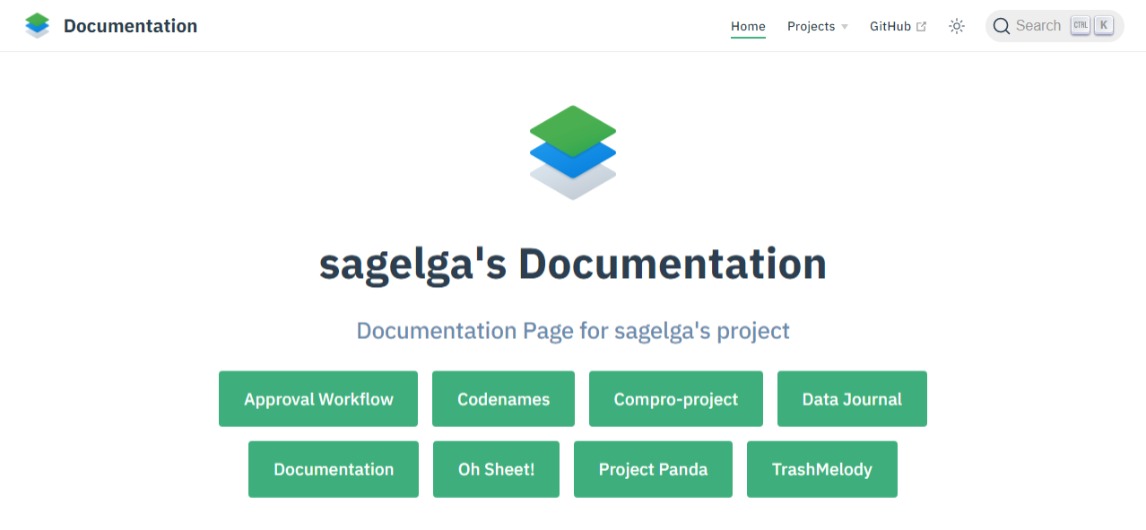 Documentation
Home Projects GitHub Search CTRL K
sagelga's Documentation
Documentation Page for sagelga's project
Approval Workflow Codenames Compro-project Data Journal
Documentation Oh Sheet! Project Panda TrashMelody